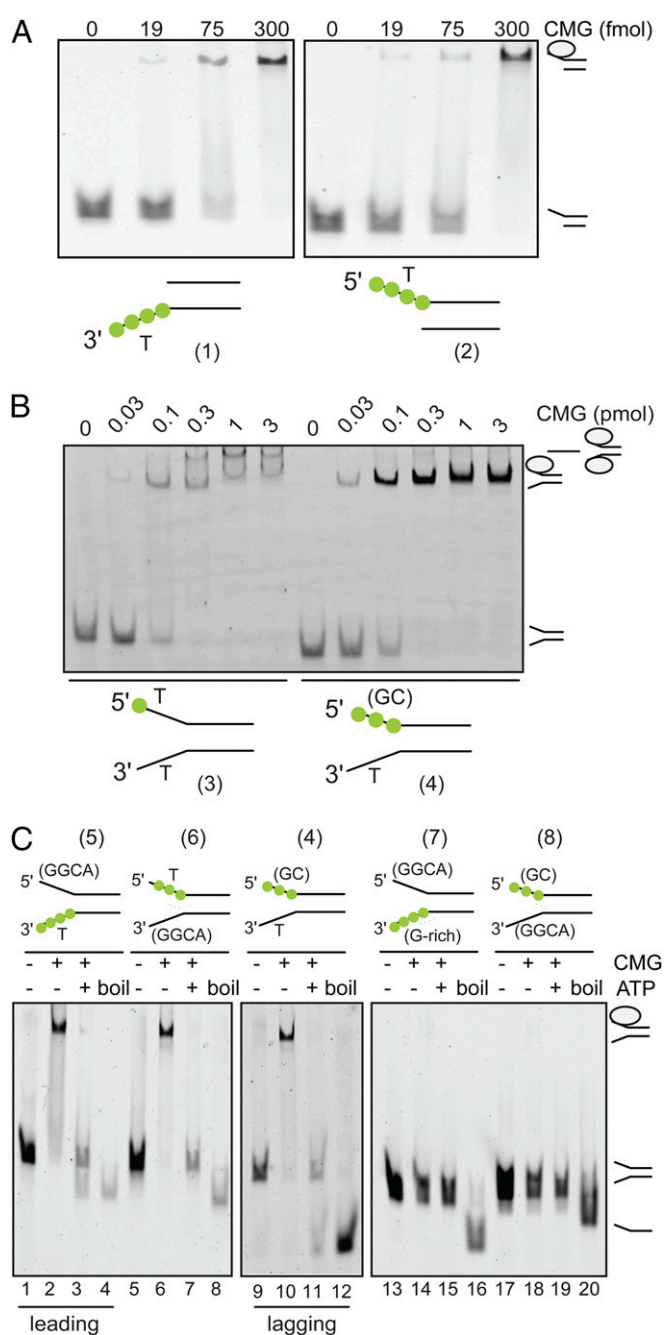 A
0 19 75 300 0 19 75 300 CMG (fmol)
3' T (1)
5' T (2)
B
0 0.03 0.1 0.3 1 3 0 0.03 0.1 0.3 1 3 CMG (pmol)
5' T 5' (GC)
3' T (3) 3' T (4)
C
(5) (6) (4) (7) (8)
5' (GGCA) 5' T 5' (GC) 5' (GGCA) 5' (GC)
3' T 3' (GGCA) 3' T 3' (G-rich) 3' (GGCA)
- + + - + + - + + - + + - + + CMG
+ boil + boil + boil + boil + boil ATP
1 2 3 4 5 6 7 8 9 10 11 12 13 14 15 16 17 18 19 20
leading lagging